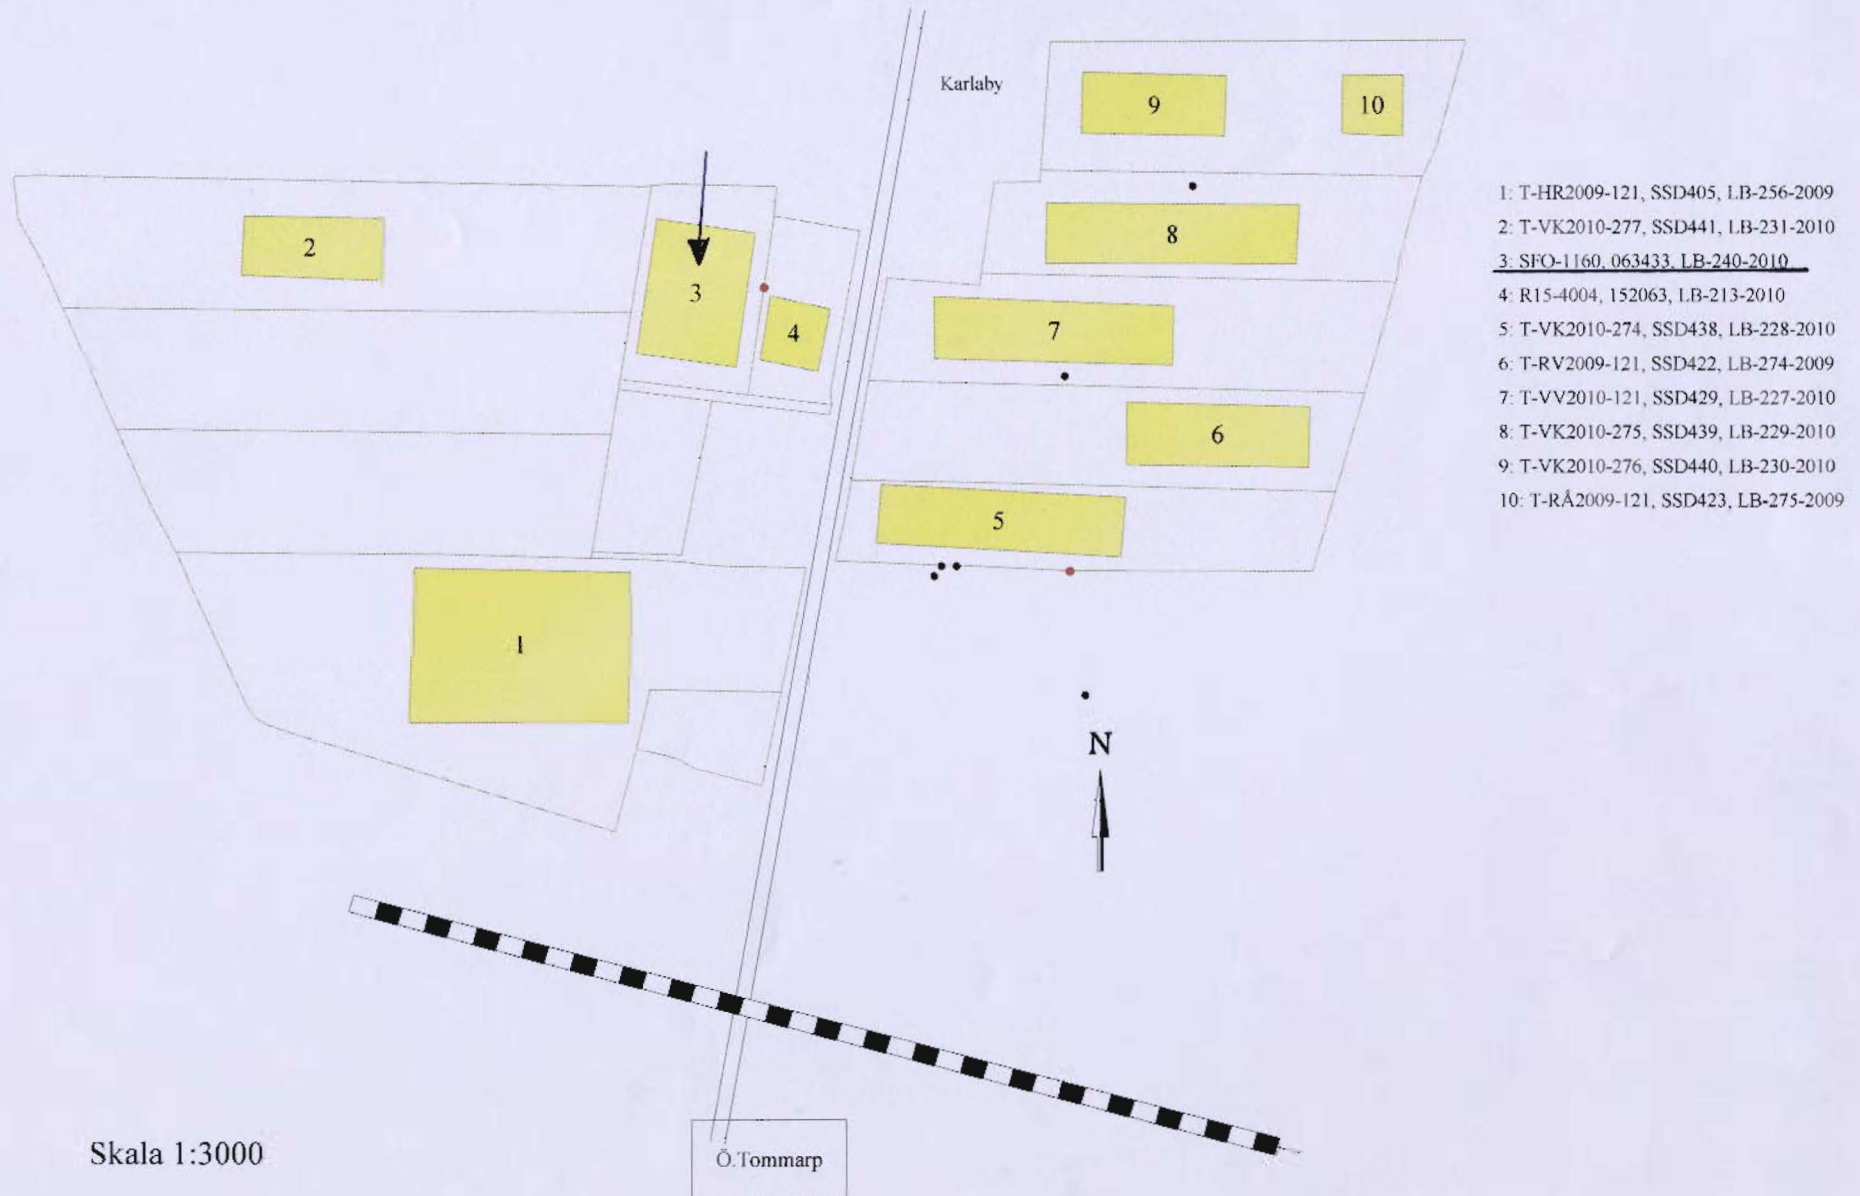 Karlaby
9
10
2
8
3
4
7
6
5
1
1: T-HR2009-121, SSD405, LB-256-2009
2: T-VK2010-277, SSD441, LB-231-2010
3: SFO-1160, 063433, LB-240-2010
4: R15-4004, 152063, LB-213-2010
5: T-VK2010-274, SSD438, LB-228-2010
6: T-RV2009-121, SSD422, LB-274-2009
7: T-VV2010-121, SSD429, LB-227-2010
8: T-VK2010-275, SSD439, LB-229-2010
9: T-VK2010-276, SSD440, LB-230-2010
10: T-RÅ2009-121, SSD423, LB-275-2009
N
Skala 1:3000
Ö.Tommarp